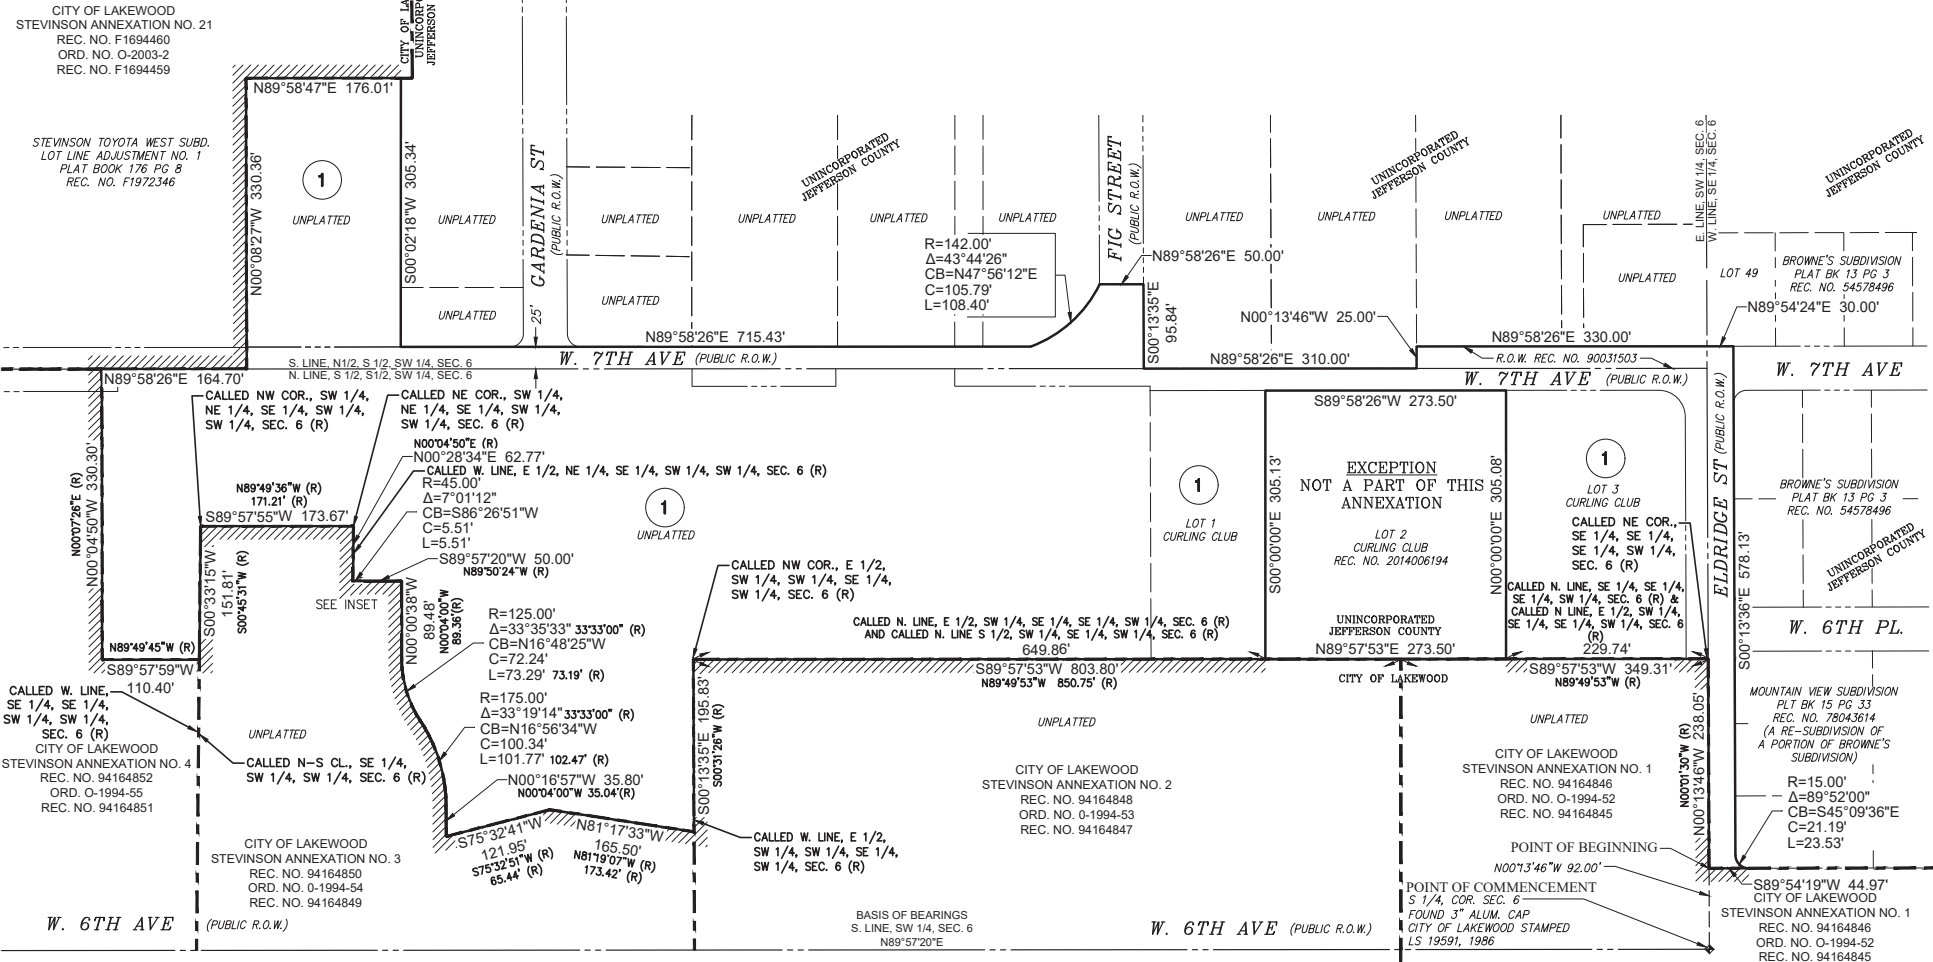 CITY OF LAKEWOOD
STEVINSON ANNEXATION NO. 21
REC. NO. F1694460
ORD. NO. O-2003-2
REC. NO. F1694459
CITY OF LA
UNINCORPO
JEFFERSON
N89°58'47"E 176.01'
STEVINSON TOYOTA WEST SUBD.
LOT LINE ADJUSTMENT NO. 1
PLAT BOOK 176 PG 8
REC. NO. F1972346
N00°08'27"W 330.36'
1
UNPLATTED
S00°02'18"W 305.34'
UNPLATTED
UNPLATTED
25'
GARDENIA ST
(PUBLIC R.O.W.)
UNPLATTED
UNPLATTED
UNPLATTED
UNINCORPORATED
JEFFERSON COUNTY
UNPLATTED
UNPLATTED
R=142.00'
Δ=43°44'26"
CB=N47°56'12"E
C=105.79'
L=108.40'
FIG STREET
(PUBLIC R.O.W.)
N89°58'26"E 50.00'
S00°13'35"E
95.84'
UNPLATTED
UNPLATTED
UNINCORPORATED
JEFFERSON COUNTY
UNPLATTED
N00°13'46"W 25.00'
UNPLATTED
UNPLATTED
E. LINE, SW 1/4, SEC. 6
W. LINE, SE 1/4, SEC. 6
LOT 49
UNINCORPORATED
JEFFERSON COUNTY
BROWNE'S SUBDIVISION
PLAT BK 13 PG 3
REC. NO. 54578496
N89°54'24"E 30.00'
N89°58'26"E 715.43'
N89°58'26"E 330.00'
W. 7TH AVE (PUBLIC R.O.W.)
N89°58'26"E 310.00'
R.O.W. REC. NO. 90031503
W. 7TH AVE (PUBLIC R.O.W.)
W. 7TH AVE
S. LINE, N1/2, S 1/2, SW 1/4, SEC. 6
N. LINE, S 1/2, S1/2, SW 1/4, SEC. 6
N89°58'26"E 164.70'
CALLED NW COR., SW 1/4,
NE 1/4, SE 1/4, SW 1/4,
SW 1/4, SEC. 6 (R)
CALLED NE COR., SW 1/4,
NE 1/4, SE 1/4, SW 1/4,
SW 1/4, SEC. 6 (R)
N00°04'50"E (R)
N00°28'34"E 62.77'
CALLED W. LINE, E 1/2, NE 1/4, SE 1/4, SW 1/4, SW 1/4, SEC. 6 (R)
R=45.00'
Δ=7°01'12"
CB=S86°26'51"W
C=5.51'
L=5.51'
S89°57'20"W 50.00'
N89°50'24"W (R)
N00°07'26"E (R)
N00°04'50"W 330.30'
N89°49'36"W (R)
171.21' (R)
S89°57'55"W 173.67'
S00°33'15"W
151.81'
S00°45'31"W (R)
SEE INSET
N00°00'38"W
89.48'
N00°04'00"W
89.36'(R)
1
UNPLATTED
CALLED NW COR., E 1/2,
SW 1/4, SW 1/4, SE 1/4,
SW 1/4, SEC. 6 (R)
1
LOT 1
CURLING CLUB
S89°58'26"W 273.50'
S00°00'00"E 305.13'
EXCEPTION
NOT A PART OF THIS
ANNEXATION
LOT 2
CURLING CLUB
REC. NO. 2014006194
N00°00'00"E 305.08'
1
LOT 3
CURLING CLUB
CALLED NE COR.,
SE 1/4, SE 1/4,
SE 1/4, SW 1/4,
SEC. 6 (R)
CALLED N. LINE, SE 1/4, SE 1/4,
SE 1/4, SW 1/4, SEC. 6 (R) &
CALLED N LINE, E 1/2, SW 1/4,
SE 1/4, SE 1/4, SW 1/4, SEC. 6
(R)
229.74'
ELDRIDGE ST (PUBLIC R.O.W.)
S00°13'36"E 578.13'
BROWNE'S SUBDIVISION
PLAT BK 13 PG 3
REC. NO. 54578496
UNINCORPORATED
JEFFERSON COUNTY
W. 6TH PL.
CALLED N. LINE, E 1/2, SW 1/4, SE 1/4, SE 1/4, SW 1/4, SEC. 6 (R)
AND CALLED N. LINE S 1/2, SW 1/4, SE 1/4, SW 1/4, SEC. 6 (R)
649.86'
UNINCORPORATED
JEFFERSON COUNTY
N89°57'53"E 273.50'
CITY OF LAKEWOOD
S89°57'53"W 803.80'
N89°49'53"W 850.75' (R)
S89°57'53"W 349.31'
N89°49'53"W (R)
N89°49'45"W (R)
S89°57'59"W
110.40'
CALLED W. LINE,
SE 1/4, SE 1/4,
SW 1/4, SW 1/4,
SEC. 6 (R)
CITY OF LAKEWOOD
STEVINSON ANNEXATION NO. 4
REC. NO. 94164852
ORD. O-1994-55
REC. NO. 94164851
UNPLATTED
CALLED N-S CL., SE 1/4,
SW 1/4, SW 1/4, SEC. 6 (R)
R=125.00'
Δ=33°35'33" 33°33'00" (R)
CB=N16°48'25"W
C=72.24'
L=73.29' 73.19' (R)
R=175.00'
Δ=33°19'14" 33°33'00" (R)
CB=N16°56'34"W
C=100.34'
L=101.77' 102.47' (R)
N00°16'57"W 35.80'
N00°04'00"W 35.04'(R)
S75°32'41"W
121.95'
S75°32'51"W (R)
65.44' (R)
N81°17'33"W
165.50'
N81°19'07"W (R)
173.42' (R)
S00°13'35"E 195.83'
S00°31'26"W (R)
CALLED W. LINE, E 1/2,
SW 1/4, SW 1/4, SE 1/4,
SW 1/4, SEC. 6 (R)
UNPLATTED
CITY OF LAKEWOOD
STEVINSON ANNEXATION NO. 2
REC. NO. 94164848
ORD. NO. 0-1994-53
REC. NO. 94164847
UNPLATTED
CITY OF LAKEWOOD
STEVINSON ANNEXATION NO. 1
REC. NO. 94164846
ORD. NO. O-1994-52
REC. NO. 94164845
N00°01'30"W (R)
N00°13'46"W 238.05'
MOUNTAIN VIEW SUBDIVISION
PLT BK 15 PG 33
REC. NO. 78043614
(A RE-SUBDIVISION OF
A PORTION OF BROWNE'S
SUBDIVISION)
R=15.00'
Δ=89°52'00"
CB=S45°09'36"E
C=21.19'
L=23.53'
CITY OF LAKEWOOD
STEVINSON ANNEXATION NO. 3
REC. NO. 94164850
ORD. NO. 0-1994-54
REC. NO. 94164849
POINT OF BEGINNING
N00°13'46"W 92.00'
POINT OF COMMENCEMENT
S 1/4, COR. SEC. 6
FOUND 3" ALUM. CAP
CITY OF LAKEWOOD STAMPED
LS 19591, 1986
S89°54'19"W 44.97'
CITY OF LAKEWOOD
STEVINSON ANNEXATION NO. 1
REC. NO. 94164846
ORD. NO. O-1994-52
REC. NO. 94164845
W. 6TH AVE (PUBLIC R.O.W.)
BASIS OF BEARINGS
S. LINE, SW 1/4, SEC. 6
N89°57'20"E
W. 6TH AVE (PUBLIC R.O.W.)